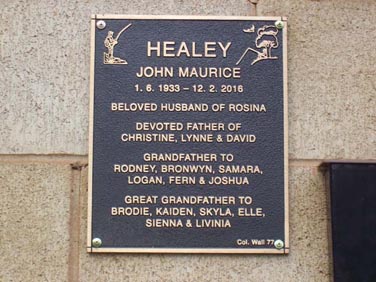 HEALEY
JOHN MAURICE
1. 6. 1933 – 12. 2. 2016
BELOVED HUSBAND OF ROSINA
DEVOTED FATHER OF
CHRISTINE, LYNNE & DAVID
GRANDFATHER TO
RODNEY, BRONWYN, SAMARA,
LOGAN, FERN & JOSHUA
GREAT GRANDFATHER TO
BRODIE, KAIDEN, SKYLA, ELLE,
SIENNA & LIVINIA
Col. Wall